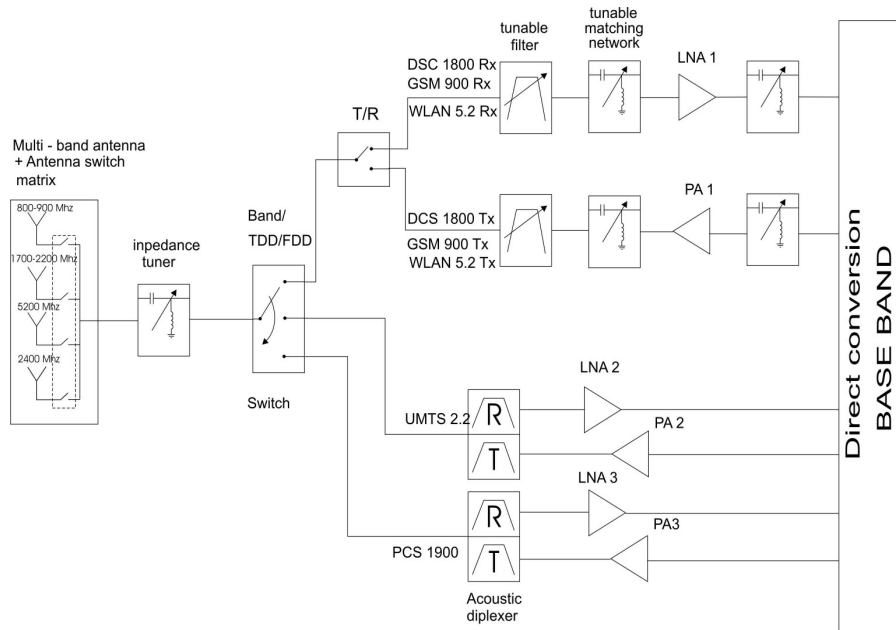 tunable
filter
tunable
matching
network
LNA 1
DSC 1800 Rx
GSM 900 Rx
WLAN 5.2 Rx
T/R
Multi - band antenna
+ Antenna switch
matrix
800-900 Mhz
1700-2200 Mhz
5200 Mhz
2400 Mhz
inpedance
tuner
Band/
TDD/FDD
Switch
PA 1
DCS 1800 Tx
GSM 900 Tx
WLAN 5.2 Tx
LNA 2
UMTS 2.2
R
T
PA 2
LNA 3
R
T
PA3
PCS 1900
Acoustic
diplexer
Direct conversion
BASE BAND